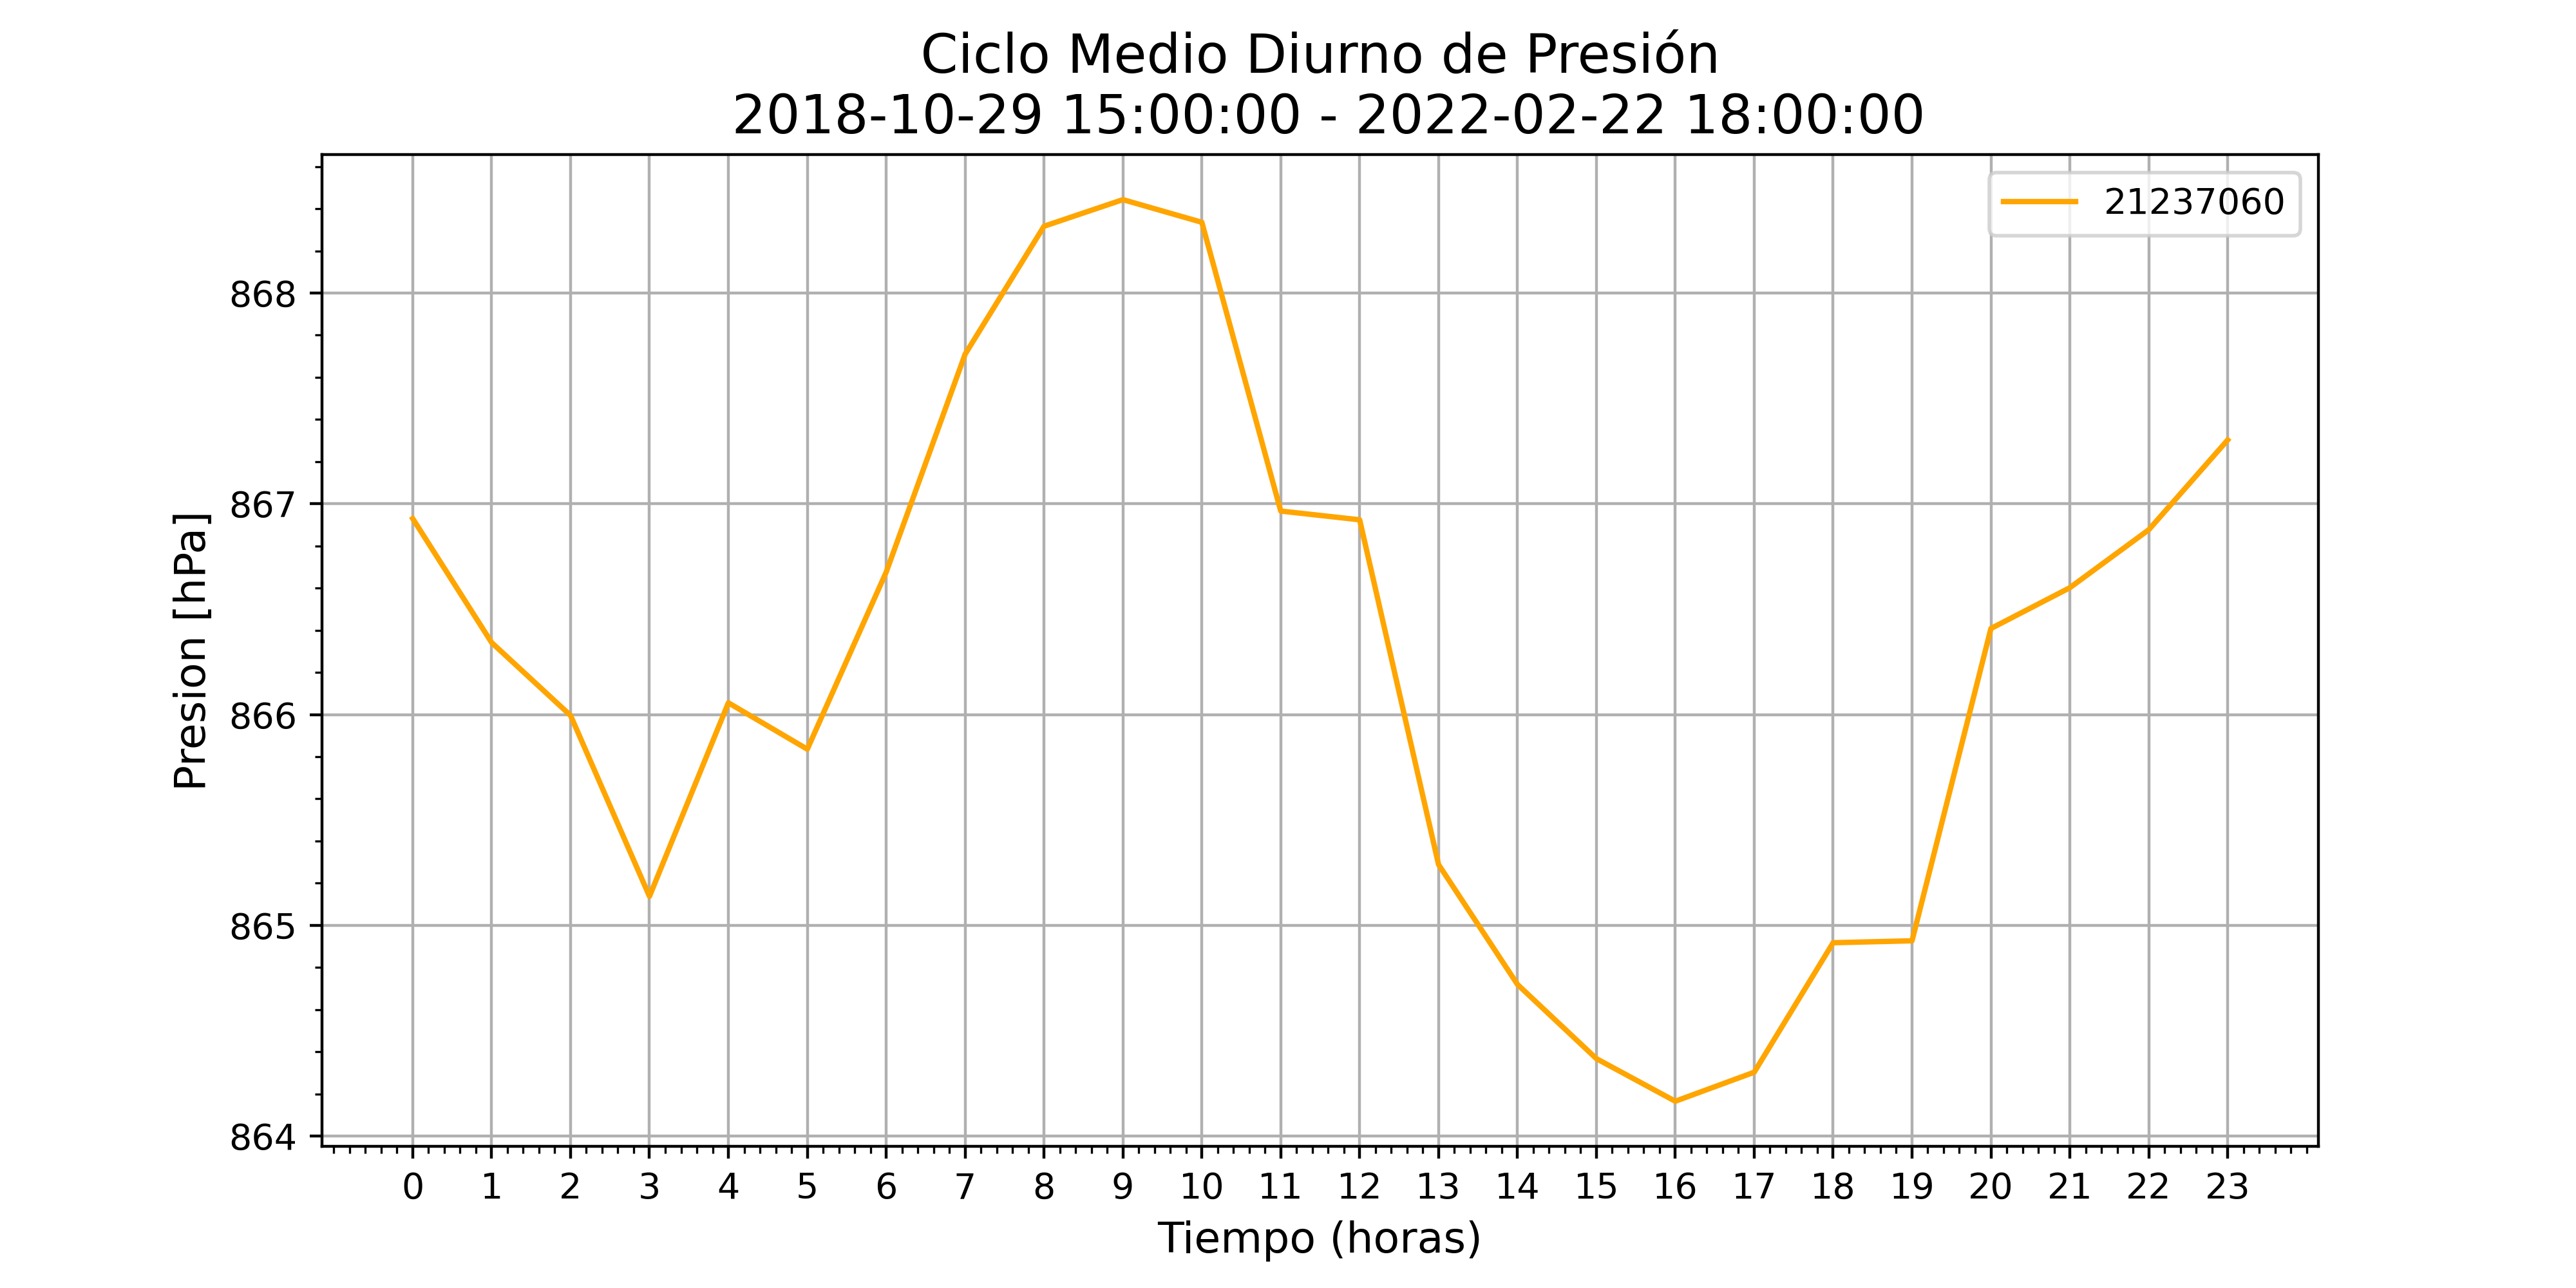 Ciclo Medio Diurno de Presión
2018-10-29 15:00:00 - 2022-02-22 18:00:00
21237060
Presion [hPa]
868
867
866
865
864
0 1 2 3 4 5 6 7 8 9 10 11 12 13 14 15 16 17 18 19 20 21 22 23
Tiempo (horas)